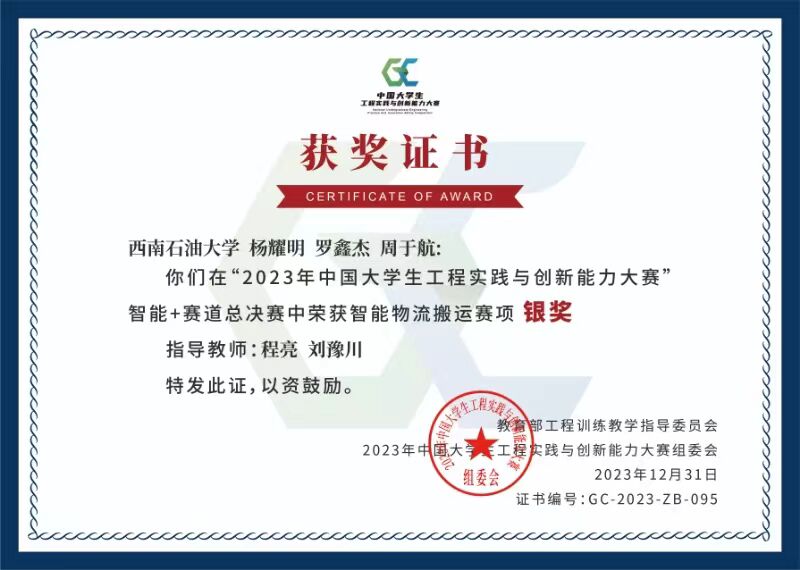 GC
中国大学生
工程实践与创新能力大赛
获奖证书
CERTIFICATE OF AWARD
西南石油大学 杨耀明 罗鑫杰 周于航:
你们在“2023年中国大学生工程实践与创新能力大赛”
智能+赛道总决赛中荣获智能物流搬运赛项 银奖
指导教师：程亮 刘豫川
特发此证，以资鼓励。
教育部工程训练教学指导委员会
2023年中国大学生工程实践与创新能力大赛组委会
2023年12月31日
证书编号：GC-2023-ZB-095
2023年中国大学生工程实践与创新能力大赛
组委会